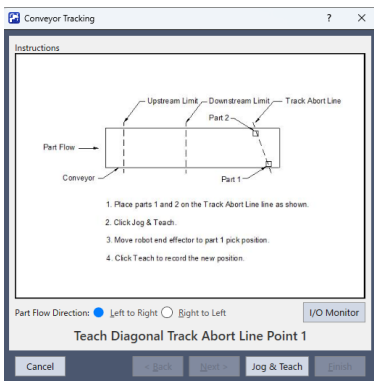 Conveyor Tracking ? ×
Instructions
Upstream Limit Downstream Limit Track Abort Line
Part 2
Part Flow
Conveyor Part 1
1. Place parts 1 and 2 on the Track Abort Line line as shown.
2. Click Jog & Teach.
3. Move robot end effector to part 1 pick position.
4. Click Teach to record the new position.
Part Flow Direction: Left to Right Right to Left I/O Monitor
Teach Diagonal Track Abort Line Point 1
Cancel < Back Next > Jog & Teach Finish